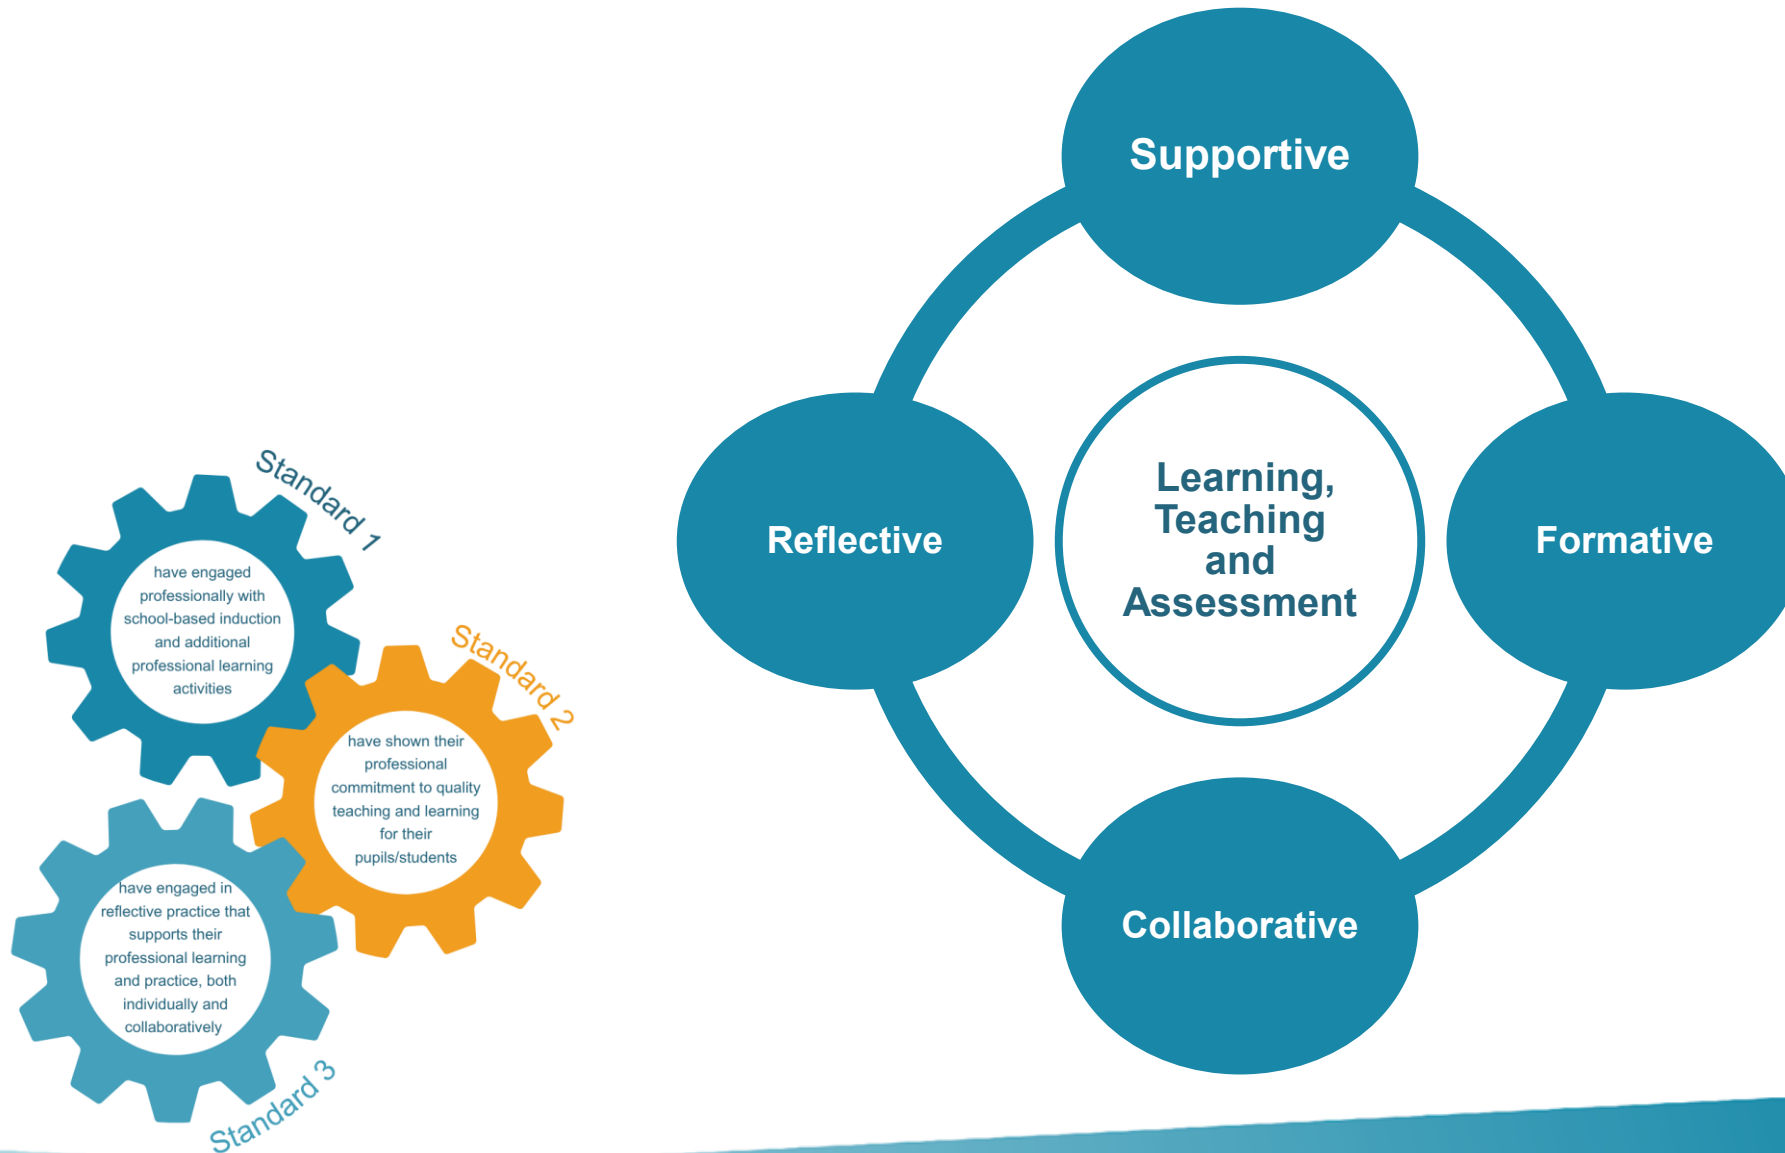 Standard 1
have engaged
professionally with
school-based induction
and additional
professional learning
activities
Standard 2
have shown their
professional
commitment to quality
teaching and learning
for their
pupils/students
have engaged in
reflective practice that
supports their
professional learning
and practice, both
individually and
collaboratively
Standard 3
Supportive
Reflective
Learning,
Teaching
and
Assessment
Formative
Collaborative